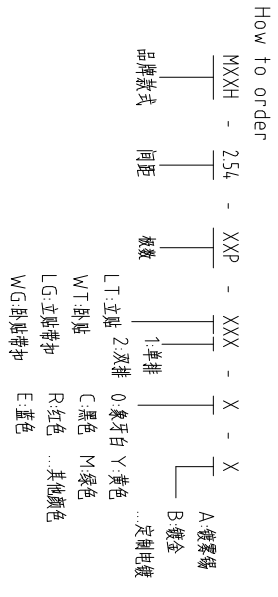 How to order
MXXH - 2.54 - XXP - XXX - X - X
品牌款式
间距
极数
LT:立贴
WT:卧贴
LG:立贴带扣
WG:卧贴带扣
1:单排
2:双排
0:象牙白 Y:黄色
C:黑色 M:绿色
R:红色 ...其他颜色
E:蓝色
A:镀雾锡
B:镀金
...定制电镀